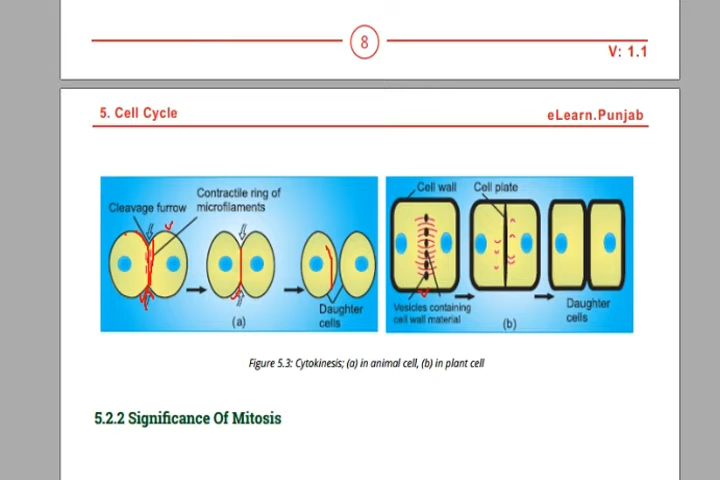 8
V: 1.1
5. Cell Cycle
eLearn.Punjab
Contractile ring of
Cleavage furrow microfilaments
Daughter
cells
(a)
Cell wall Cell plate
Vesicles containing
cell wall material
(b)
Daughter
cells
Figure 5.3: Cytokinesis; (a) in animal cell, (b) in plant cell
5.2.2 Significance Of Mitosis